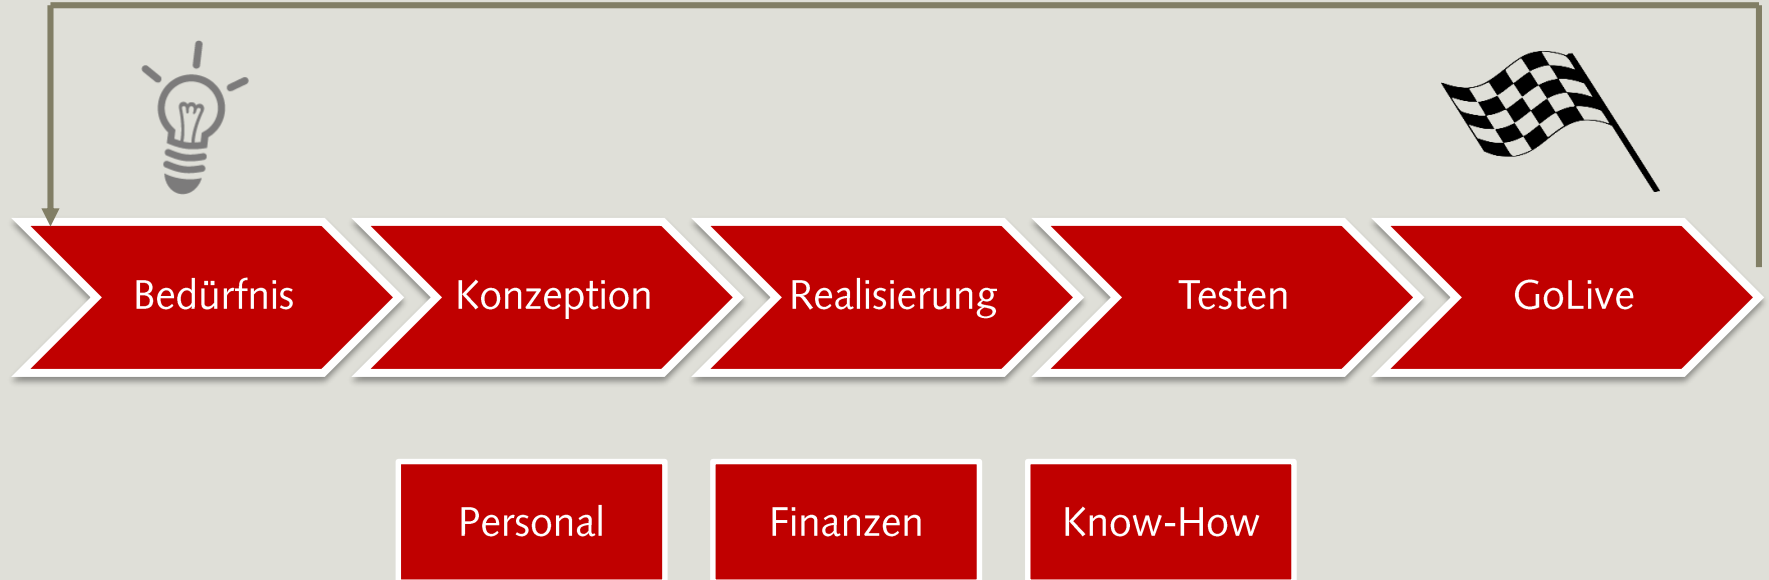 Bedürfnis
Konzeption
Realisierung
Testen
GoLive
Personal
Finanzen
Know-How